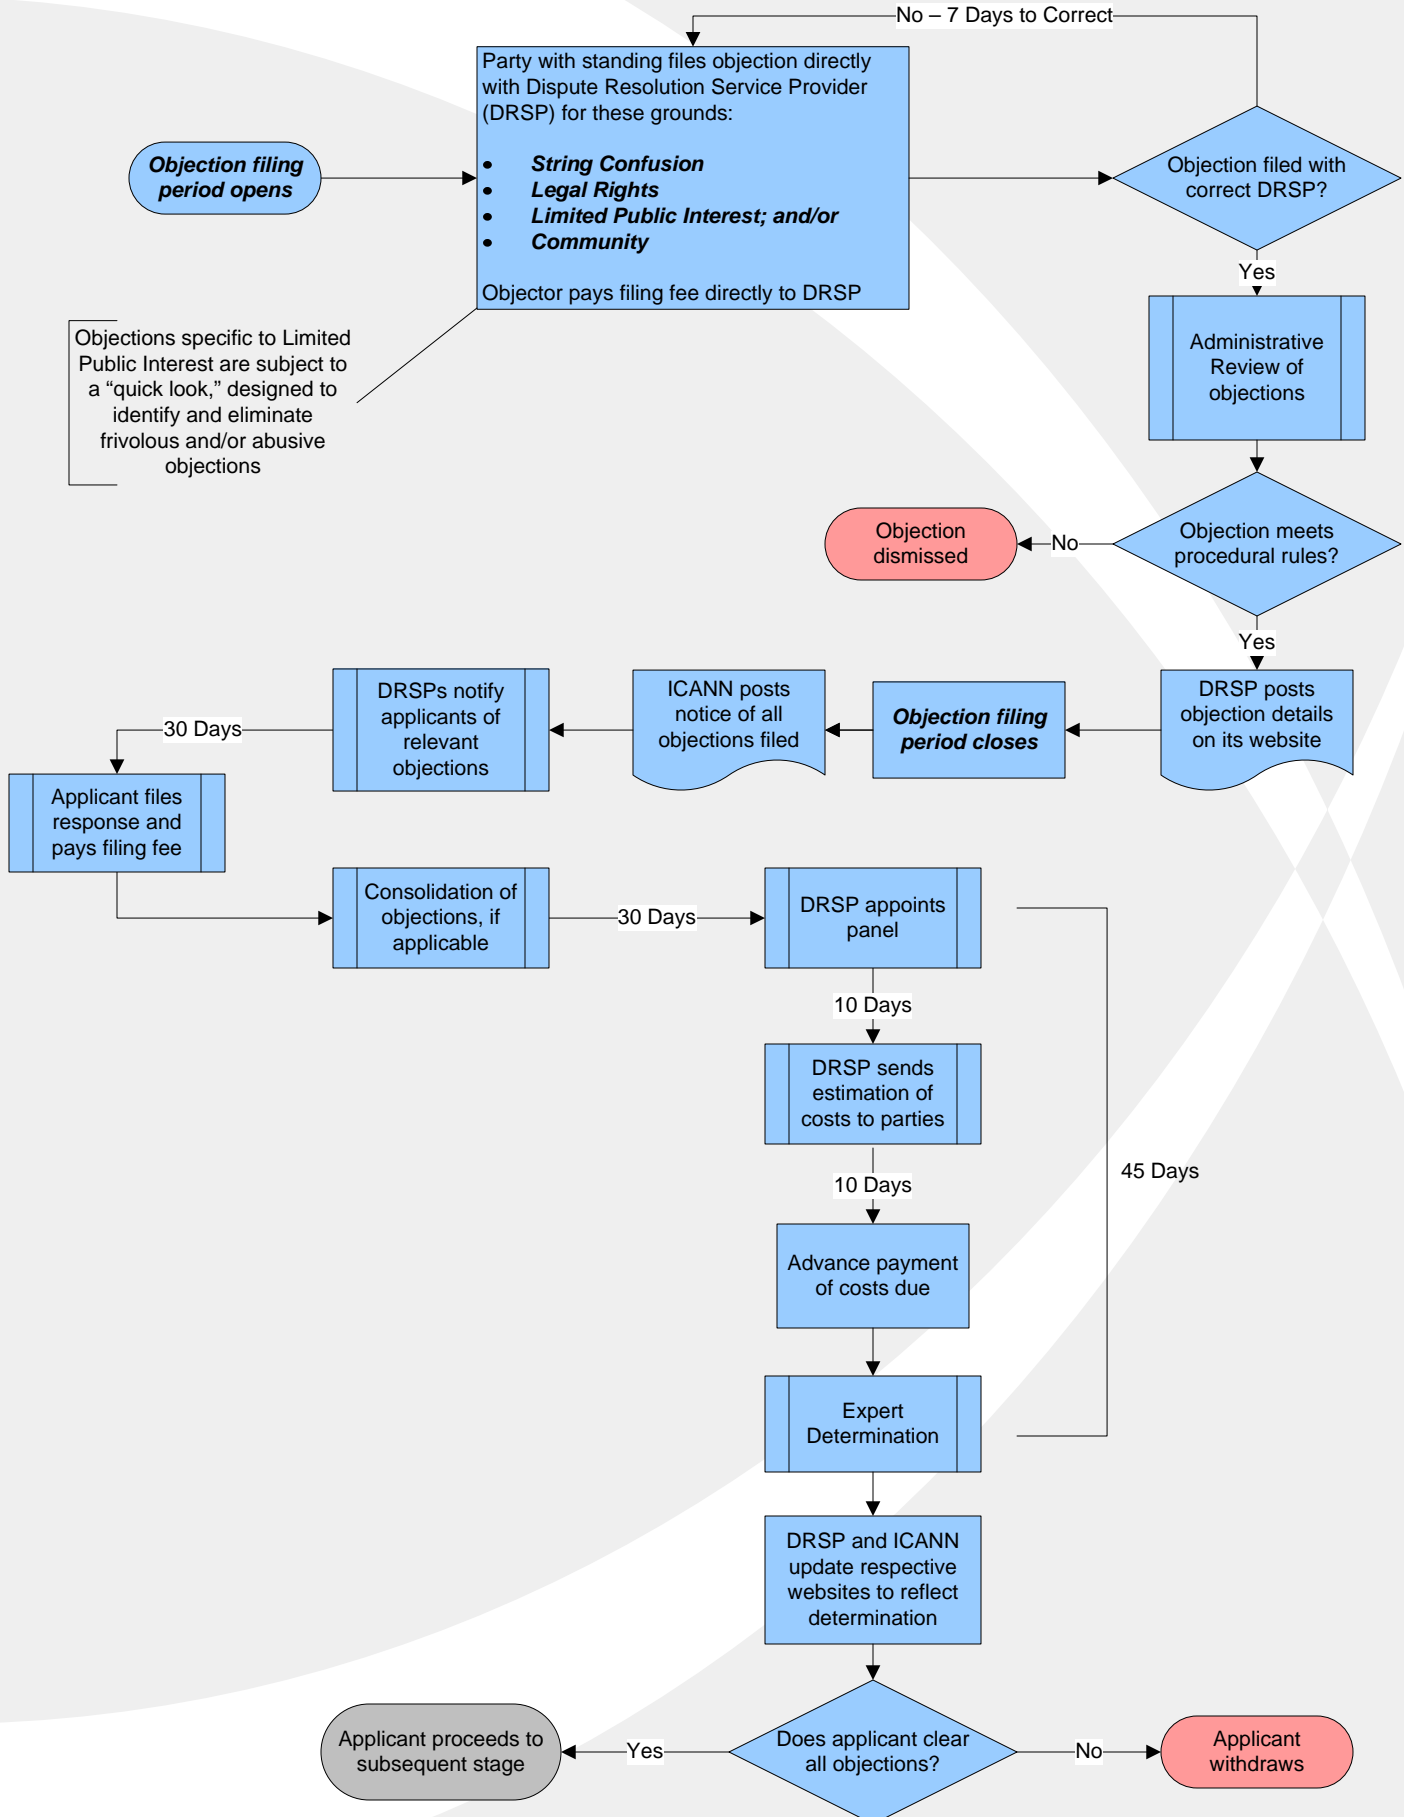 No – 7 Days to Correct
Party with standing files objection directly
with Dispute Resolution Service Provider
(DRSP) for these grounds:
• String Confusion
• Legal Rights
• Limited Public Interest; and/or
• Community
Objector pays filing fee directly to DRSP
Objection filing
period opens
Objection filed with
correct DRSP?
Yes
Objections specific to Limited
Public Interest are subject to
a “quick look,” designed to
identify and eliminate
frivolous and/or abusive
objections
Administrative
Review of
objections
Objection meets
procedural rules?
No
Objection
dismissed
Yes
DRSP posts
objection details
on its website
Objection filing
period closes
ICANN posts
notice of all
objections filed
DRSPs notify
applicants of
relevant
objections
30 Days
Applicant files
response and
pays filing fee
Consolidation of
objections, if
applicable
30 Days
DRSP appoints
panel
10 Days
DRSP sends
estimation of
costs to parties
10 Days
45 Days
Advance payment
of costs due
Expert
Determination
DRSP and ICANN
update respective
websites to reflect
determination
Does applicant clear
all objections?
Yes
Applicant proceeds to
subsequent stage
No
Applicant
withdraws